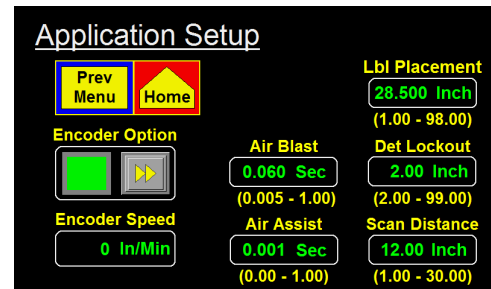 Application Setup
Prev
Menu
Home
Lbl Placement
28.500 Inch
(1.00 - 98.00)
Encoder Option
Air Blast
0.060 Sec
(0.005 - 1.00)
Det Lockout
2.00 Inch
(2.00 - 99.00)
Encoder Speed
0 In/Min
Air Assist
0.001 Sec
(0.00 - 1.00)
Scan Distance
12.00 Inch
(1.00 - 30.00)